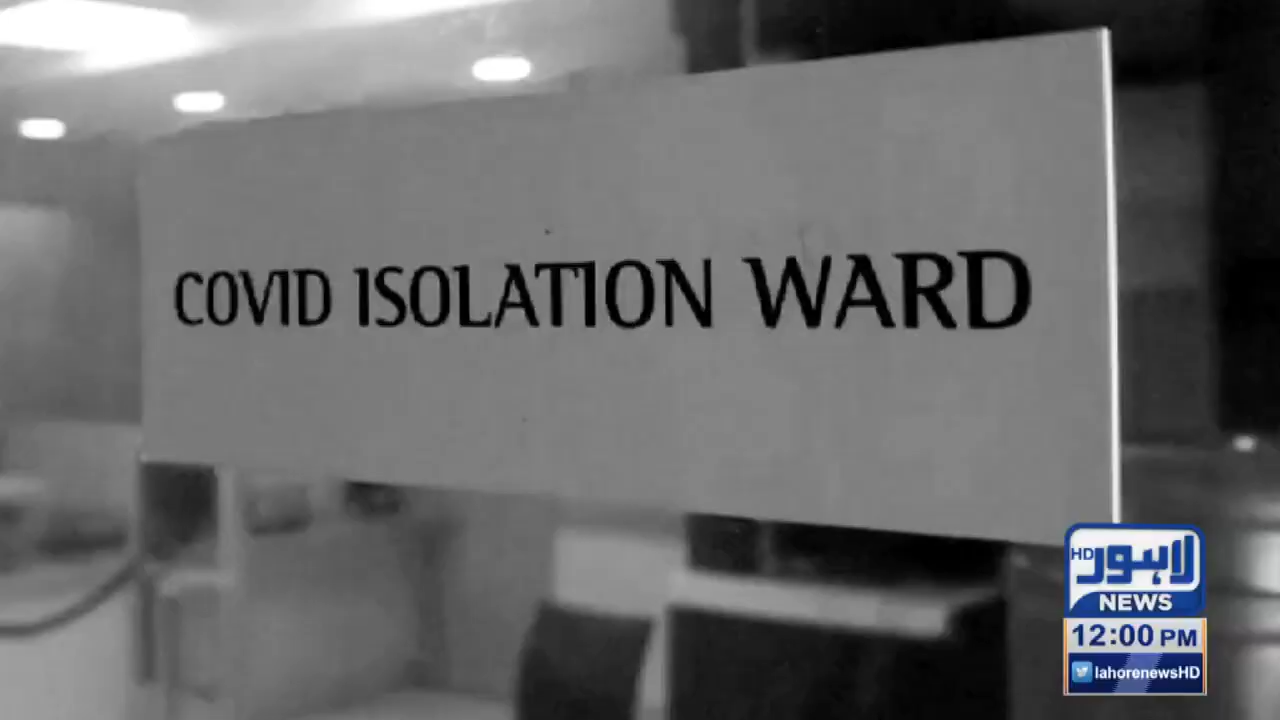 COVID ISOLATION WARD
HD
لاہور
NEWS
12:00 PM
lahorenewsHD